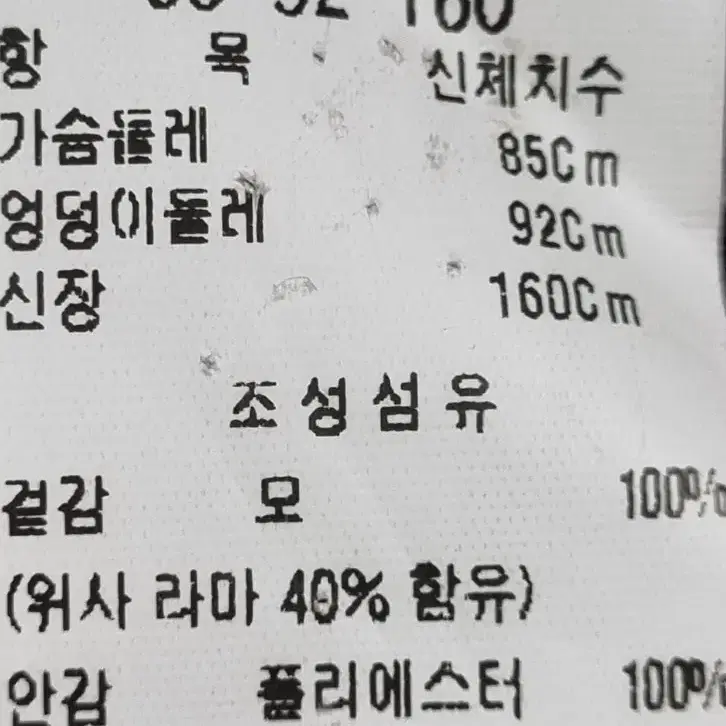 92 160
항 목 신체치수
가슴둘레 85Cm
엉덩이둘레 92Cm
신장 160Cm
조성섬유
겉감 모 100%
(위사 라마 40% 함유)
안감 폴리에스터 100%